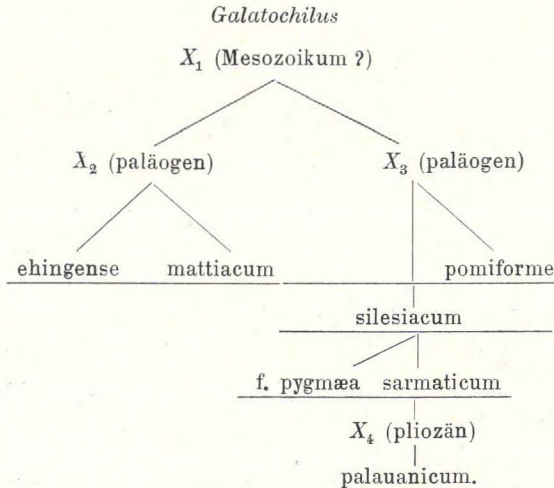 Galatochilus
X₁ (Mesozoikum ?)
X₂ (paläogen) X₃ (paläogen)
ehingense mattiacum pomiforme
silesiacum
f. pygmæa sarmaticum
X₄ (pliozän)
palauanicum.